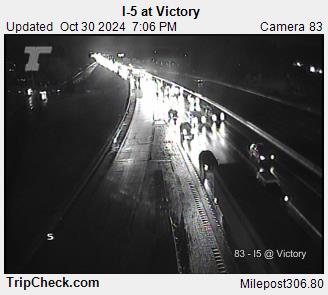 I-5 at Victory
Updated Oct 30 2024 7:06 PM Camera 83
T
S
83 - I5 @ Victory
TripCheck.com Milepost306.80